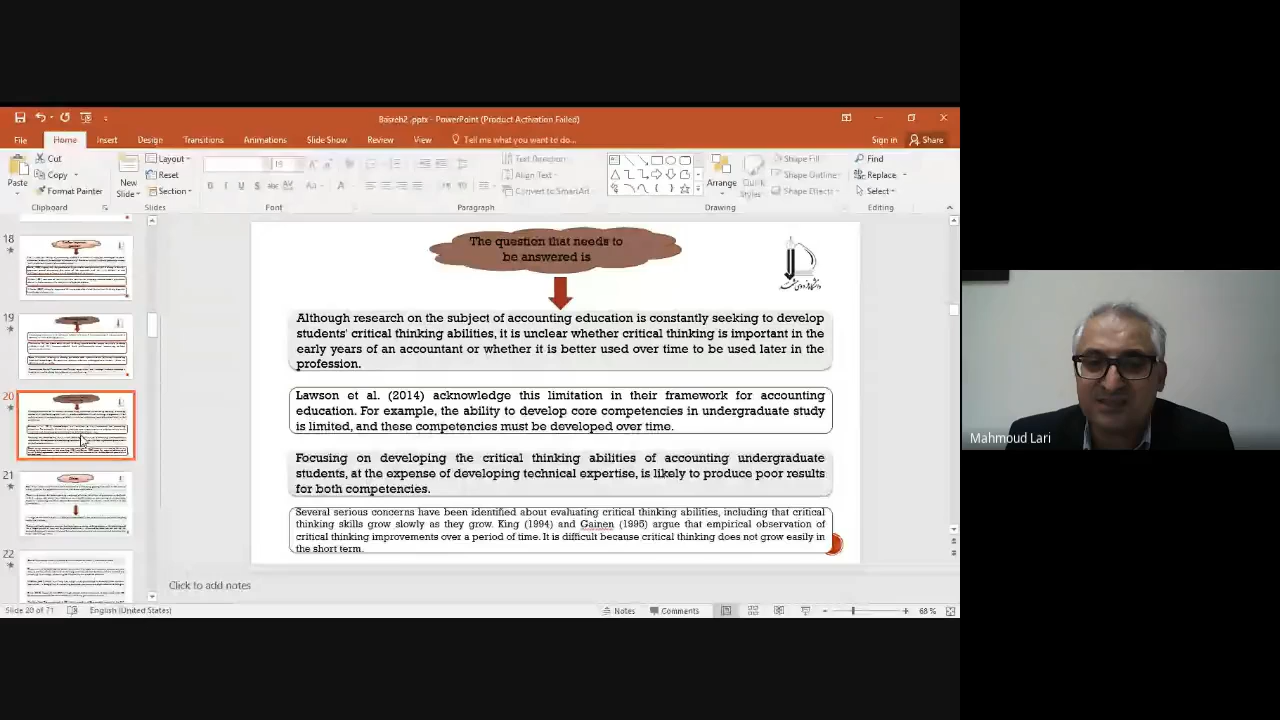 Basreh2 .pptx - PowerPoint (Product Activation Failed)
File Home Insert Design Transitions Animations Slide Show Review View Tell me what you want to do... Sign in Share
Paste Cut Copy Format Painter
Clipboard
New Slide Layout Reset Section
Slides
Font
Text Direction Align Text Convert to SmartArt
Paragraph
Arrange Quick Styles Shape Fill Shape Outline Shape Effects
Drawing
Find Replace Select
Editing
18
19
20
21
22
The question that needs to
be answered is
Although research on the subject of accounting education is constantly seeking to develop
students' critical thinking abilities, it is unclear whether critical thinking is important in the
early years of an accountant or whether it is better used over time to be used later in the
profession.
Lawson et al. (2014) acknowledge this limitation in their framework for accounting
education. For example, the ability to develop core competencies in undergraduate study
is limited, and these competencies must be developed over time.
Focusing on developing the critical thinking abilities of accounting undergraduate
students, at the expense of developing technical expertise, is likely to produce poor results
for both competencies.
Several serious concerns have been identified about evaluating critical thinking abilities, including that critical
thinking skills grow slowly as they grow. King (1994) and Gainen (1995) argue that empirical observation of
critical thinking improvements over a period of time. It is difficult because critical thinking does not grow easily in
the short term.
Click to add notes
Slide 20 of 71 English (United States) Notes Comments 68 %
Mahmoud Lari